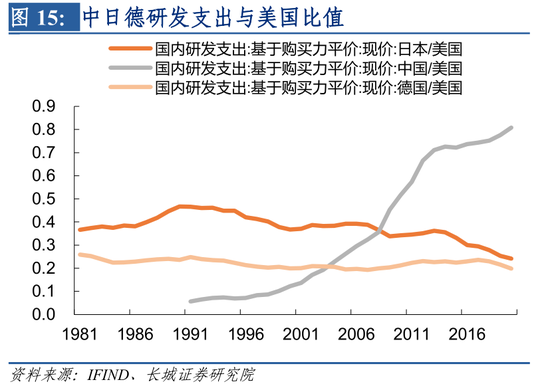 图 15: 中日德研发支出与美国比值
国内研发支出:基于购买力平价:现价:日本/美国
国内研发支出:基于购买力平价:现价:中国/美国
国内研发支出:基于购买力平价:现价:德国/美国
0.9
0.8
0.7
0.6
0.5
0.4
0.3
0.2
0.1
0.0
1981 1986 1991 1996 2001 2006 2011 2016
资料来源：IFIND、长城证券研究院